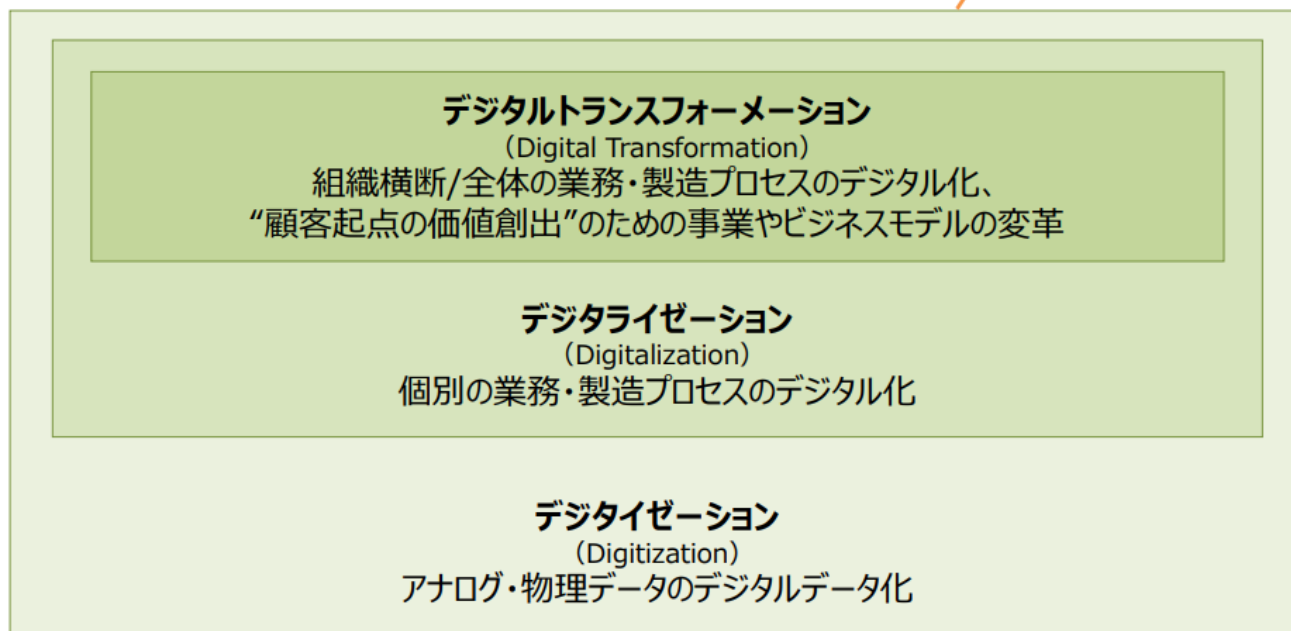 デジタルトランスフォーメーション
（Digital Transformation）
組織横断/全体の業務・製造プロセスのデジタル化、
“顧客起点の価値創出”のための事業やビジネスモデルの変革
デジタライゼーション
（Digitalization）
個別の業務・製造プロセスのデジタル化
デジタイゼーション
（Digitization）
アナログ・物理データのデジタルデータ化